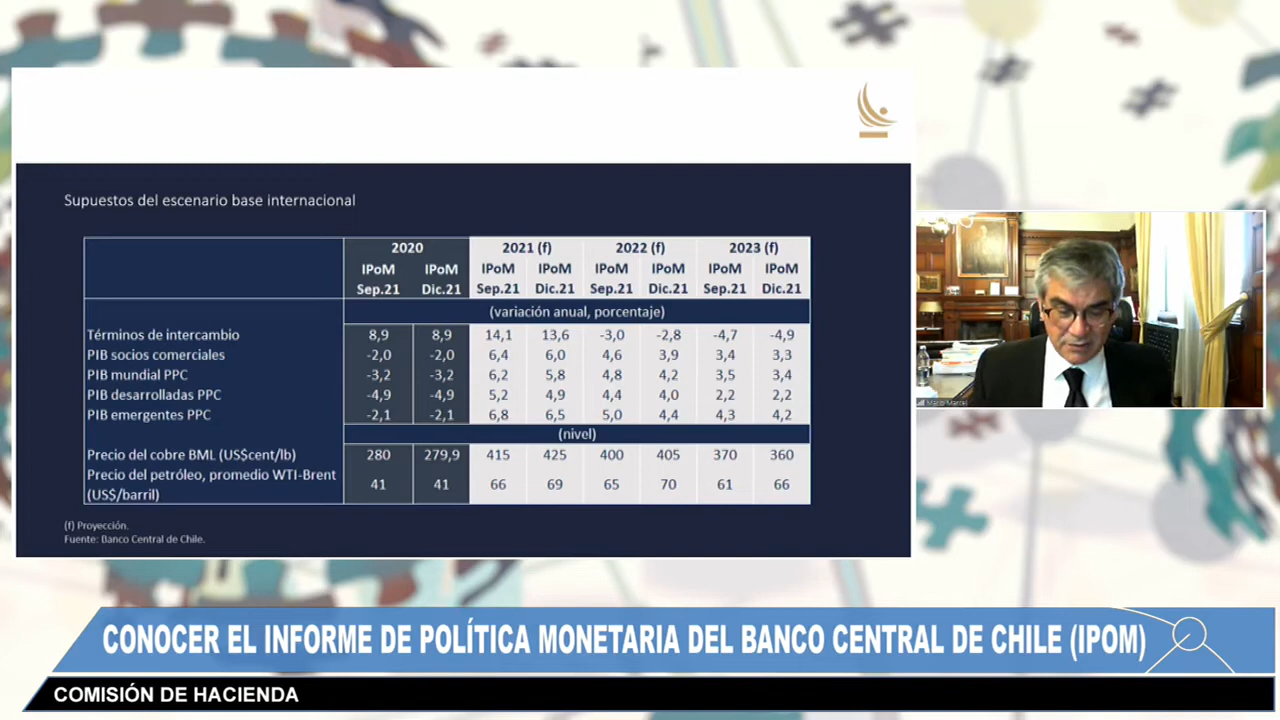 Supuestos del escenario base internacional
2020 2021 (f) 2022 (f) 2023 (f)
IPoM IPoM IPoM IPoM IPoM IPoM IPoM IPoM
Sep.21 Dic.21 Sep.21 Dic.21 Sep.21 Dic.21 Sep.21 Dic.21
(variación anual, porcentaje)
Términos de intercambio 8,9 8,9 14,1 13,6 -3,0 -2,8 -4,7 -4,9
PIB socios comerciales -2,0 -2,0 6,4 6,0 4,6 3,9 3,4 3,3
PIB mundial PPC -3,2 -3,2 6,2 5,8 4,8 4,2 3,5 3,4
PIB desarrolladas PPC -4,9 -4,9 5,2 4,9 4,4 4,0 2,2 2,2
PIB emergentes PPC -2,1 -2,1 6,8 6,5 5,0 4,4 4,3 4,2
(nivel)
Precio del cobre BML (US$cent/lb) 280 279,9 415 425 400 405 370 360
Precio del petróleo, promedio WTI-Brent
(US$/barril) 41 41 66 69 65 70 61 66
(f) Proyección.
Fuente: Banco Central de Chile.
Mario Marcel
CONOCER EL INFORME DE POLÍTICA MONETARIA DEL BANCO CENTRAL DE CHILE (IPOM)
COMISIÓN DE HACIENDA